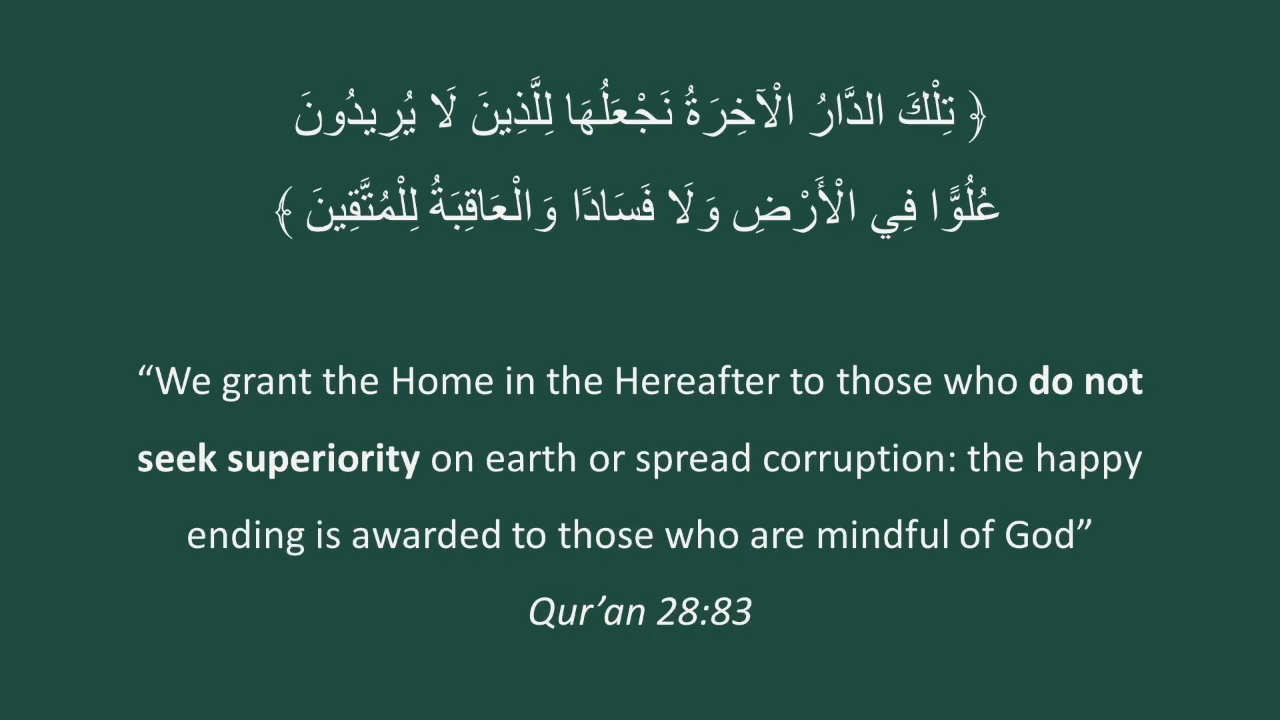 ﴿ تِلْكَ الدَّارُ الْآخِرَةُ نَجْعَلُهَا لِلَّذِينَ لَا يُرِيدُونَ
عُلُوًّا فِي الْأَرْضِ وَلَا فَسَادًا وَالْعَاقِبَةُ لِلْمُتَّقِينَ ﴾
“We grant the Home in the Hereafter to those who do not
seek superiority on earth or spread corruption: the happy
ending is awarded to those who are mindful of God”
Qur’an 28:83